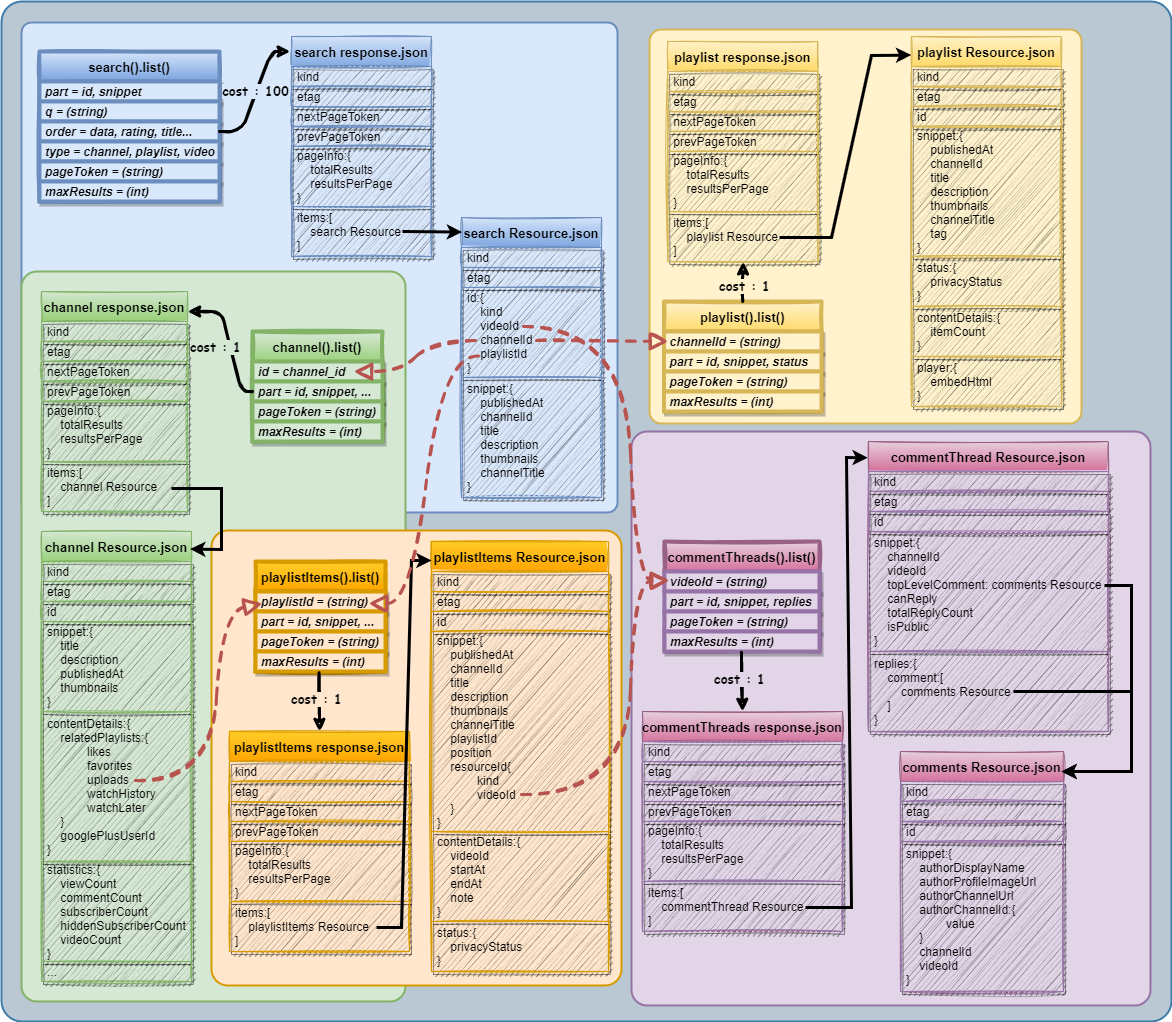 search().list()
part = id, snippet
q = (string)
order = data, rating, title...
type = channel, playlist, video
pageToken = (string)
maxResults = (int)
cost : 100
search response.json
kind
etag
nextPageToken
prevPageToken
pageInfo:{
totalResults
resultsPerPage
}
items:[
search Resource
]
search Resource.json
kind
etag
id:{
kind
videoId
channelId
playlistId
}
snippet:{
publishedAt
channelId
title
description
thumbnails
channelTitle
}
playlist response.json
kind
etag
nextPageToken
prevPageToken
pageInfo:{
totalResults
resultsPerPage
}
items:[
playlist Resource
]
cost : 1
playlist().list()
channelId = (string)
part = id, snippet, status
pageToken = (string)
maxResults = (int)
playlist Resource.json
kind
etag
id
snippet:{
publishedAt
channelId
title
description
thumbnails
channelTitle
tag
}
status:{
privacyStatus
}
contentDetails:{
itemCount
}
player:{
embedHtml
}
channel response.json
kind
etag
nextPageToken
prevPageToken
pageInfo:{
totalResults
resultsPerPage
}
items:[
channel Resource
]
cost : 1
channel().list()
id = channel_id
part = id, snippet, ...
pageToken = (string)
maxResults = (int)
channel Resource.json
kind
etag
id
snippet:{
title
description
publishedAt
thumbnails
}
contentDetails:{
relatedPlaylists:{
likes
favorites
uploads
watchHistory
watchLater
}
googlePlusUserId
}
statistics:{
viewCount
commentCount
subscriberCount
hiddenSubscriberCount
videoCount
}
...
playlistItems().list()
playlistId = (string)
part = id, snippet, ...
pageToken = (string)
maxResults = (int)
cost : 1
playlistItems response.json
kind
etag
nextPageToken
prevPageToken
pageInfo:{
totalResults
resultsPerPage
}
items:[
playlistItems Resource
]
playlistItems Resource.json
kind
etag
id
snippet:{
publishedAt
channelId
title
description
thumbnails
channelTitle
playlistId
position
resourceId{
kind
videoId
}
}
contentDetails:{
videoId
startAt
endAt
note
}
status:{
privacyStatus
}
commentThreads().list()
videoId = (string)
part = id, snippet, replies
pageToken = (string)
maxResults = (int)
cost : 1
commentThreads response.json
kind
etag
nextPageToken
prevPageToken
pageInfo:{
totalResults
resultsPerPage
}
items:[
commentThread Resource
]
commentThread Resource.json
kind
etag
id
snippet:{
channelId
videoId
topLevelComment: comments Resource
canReply
totalReplyCount
isPublic
}
replies:{
comment:[
comments Resource
]
}
comments Resource.json
kind
etag
id
snippet:{
authorDisplayName
authorProfileImageUrl
authorChannelUrl
authorChannelId:{
value
}
channelId
videoId
}